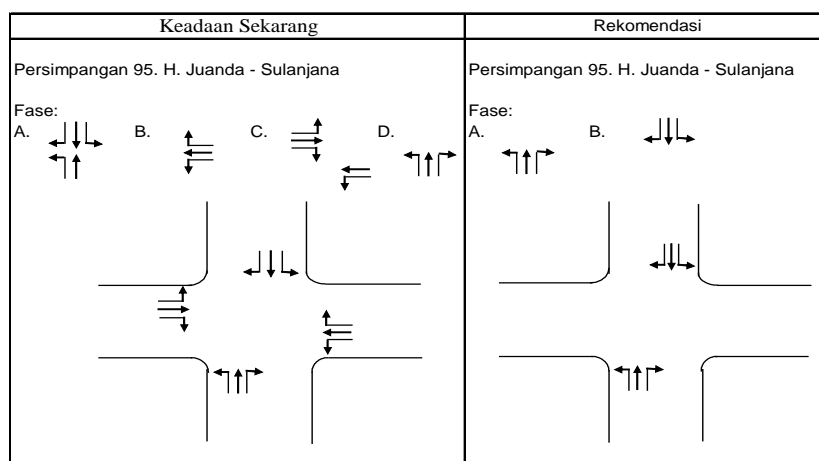 Keadaan Sekarang
Rekomendasi
Persimpangan 95. H. Juanda - Sulanjana
Fase:
A. B. C. D.
Persimpangan 95. H. Juanda - Sulanjana
Fase:
A. B.